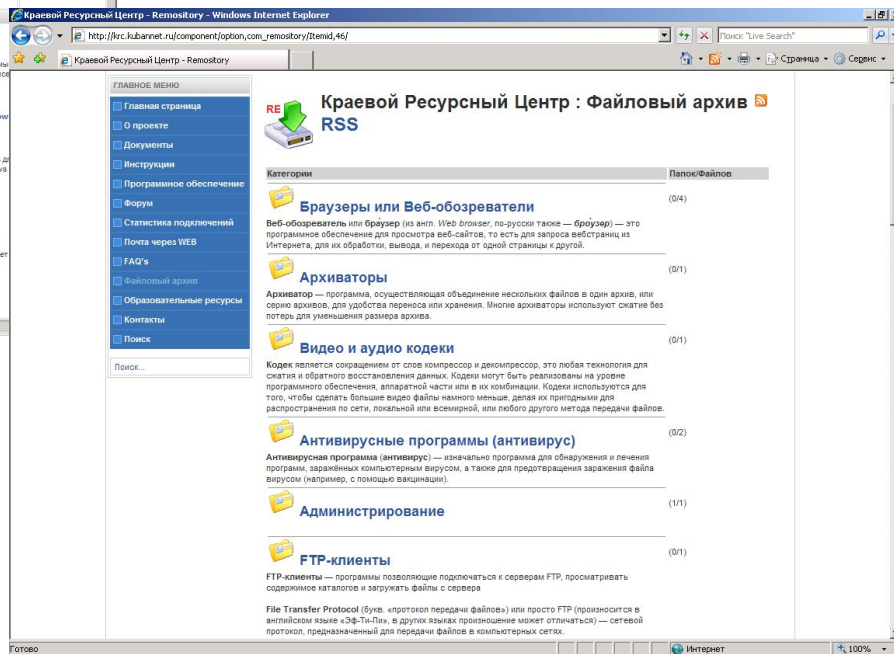 Краевой Ресурсный Центр - Remository - Windows Internet Explorer
http://krc.kubannet.ru/component/option,com_remository/Itemid,46/
Поиск "Live Search"
Краевой Ресурсный Центр - Remository
Страница
Сервис
ГЛАВНОЕ МЕНЮ
Главная страница
О проекте
Документы
Инструкции
Программное обеспечение
Форум
Статистика подключений
Почта через WEB
FAQ's
Файловый архив
Образовательные ресурсы
Контакты
Поиск
Поиск...
RE
Краевой Ресурсный Центр : Файловый архив
RSS
Категории Папок/Файлов
Браузеры или Веб-обозреватели (0/4)
Веб-обозреватель или бра́узер (из англ. Web browser, по-русски также — бро́узер) — это
программное обеспечение для просмотра веб-сайтов, то есть для запроса вебстраниц из
Интернета, для их обработки, вывода, и перехода от одной страницы к другой.
Архиваторы (0/1)
Архиватор — программа, осуществляющая объединение нескольких файлов в один архив, или
серию архивов, для удобства переноса или хранения. Многие архиваторы используют сжатие без
потерь для уменьшения размера архива.
Видео и аудио кодеки (0/1)
Кодек является сокращением от слов компрессор и декомпрессор, это любая технология для
сжатия и обратного восстановления данных. Кодеки могут быть реализованы на уровне
программного обеспечения, аппаратной части или в их комбинации. Кодеки используются для
того, чтобы сделать большие видео файлы намного меньше, делая их пригодными для
распространения по сети, локальной или всемирной, или любого другого метода передачи файлов.
Антивирусные программы (антивирус) (0/2)
Антивирусная программа (антивирус) — изначально программа для обнаружения и лечения
программ, заражённых компьютерным вирусом, а также для предотвращения заражения файла
вирусом (например, с помощью вакцинации).
Администрирование (1/1)
FTP-клиенты (0/1)
FTP-клиенты — программы позволяющие подключаться к серверам FTP, просматривать
содержимое каталогов и загружать файлы с сервера
File Transfer Protocol (букв. «протокол передачи файлов») или просто FTP (произносится в
английском языке «Эф-Ти-Пи», в других языках произношение может отличаться) — сетевой
протокол, предназначенный для передачи файлов в компьютерных сетях.
Готово
Интернет
100%